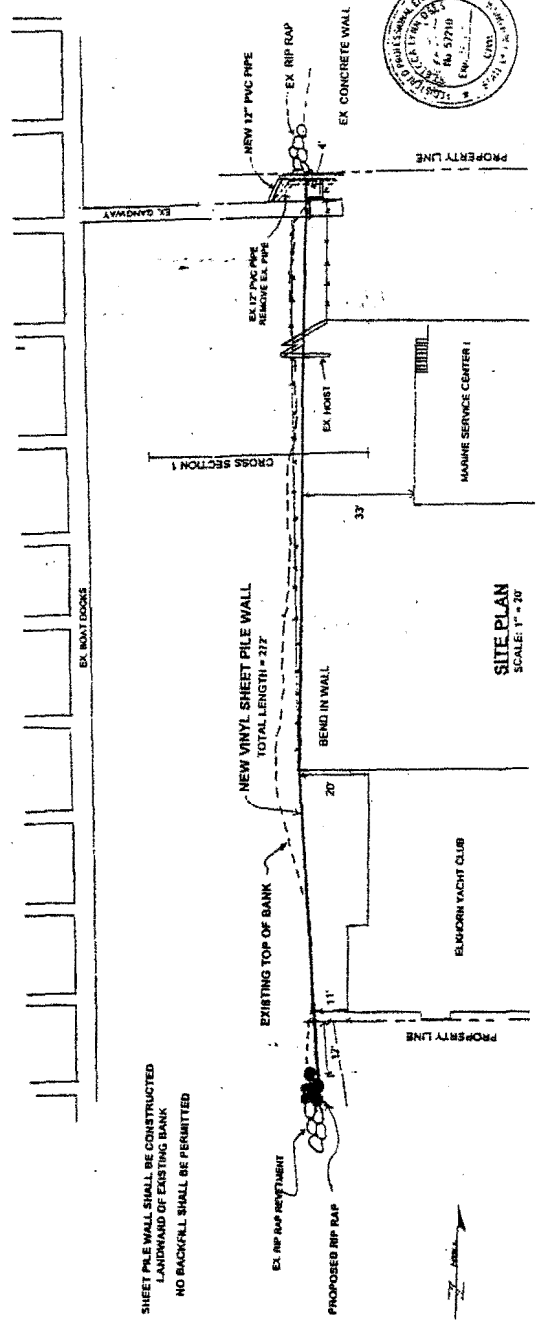 SHEET PILE WALL SHALL BE CONSTRUCTED
LANDWARD OF EXISTING BANK
NO BACKFILL SHALL BE PERMITTED
EX. BOAT DOCKS
EX. GANGWAY
NEW 12" PVC PIPE
EX RIP RAP
EX CONCRETE WALL
4'
PROPERTY LINE
EX 12" PVC PIPE
REMOVE EX. PIPE
CROSS SECTION 1
EX. HOIST
MARINE SERVICE CENTER I
33'
NEW VINYL SHEET PILE WALL
TOTAL LENGTH = 272'
BEND IN WALL
20'
EXISTING TOP OF BANK
ELKHORN YACHT CLUB
11'
PROPERTY LINE
EX RIP RAP REVETMENT
PROPOSED RIP RAP
SITE PLAN
SCALE: 1" = 20'
REGISTERED PROFESSIONAL
No 57210